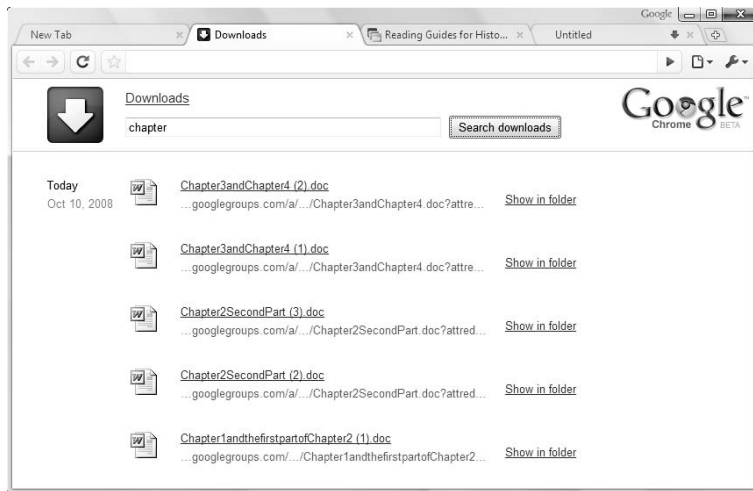 Google
New Tab
Downloads
Reading Guides for Histo...
Untitled
Downloads
chapter
Search downloads
Google™
Chrome BETA
Today
Oct 10, 2008
Chapter3andChapter4 (2).doc
...googlegroups.com/a/.../Chapter3andChapter4.doc?attre...
Show in folder
Chapter3andChapter4 (1).doc
...googlegroups.com/a/.../Chapter3andChapter4.doc?attre...
Show in folder
Chapter2SecondPart (3).doc
...googlegroups.com/a/.../Chapter2SecondPart.doc?attred...
Show in folder
Chapter2SecondPart (2).doc
...googlegroups.com/a/.../Chapter2SecondPart.doc?attred...
Show in folder
Chapter1andthefirstpartofChapter2 (1).doc
...googlegroups.com/.../Chapter1andthefirstpartofChapter2...
Show in folder